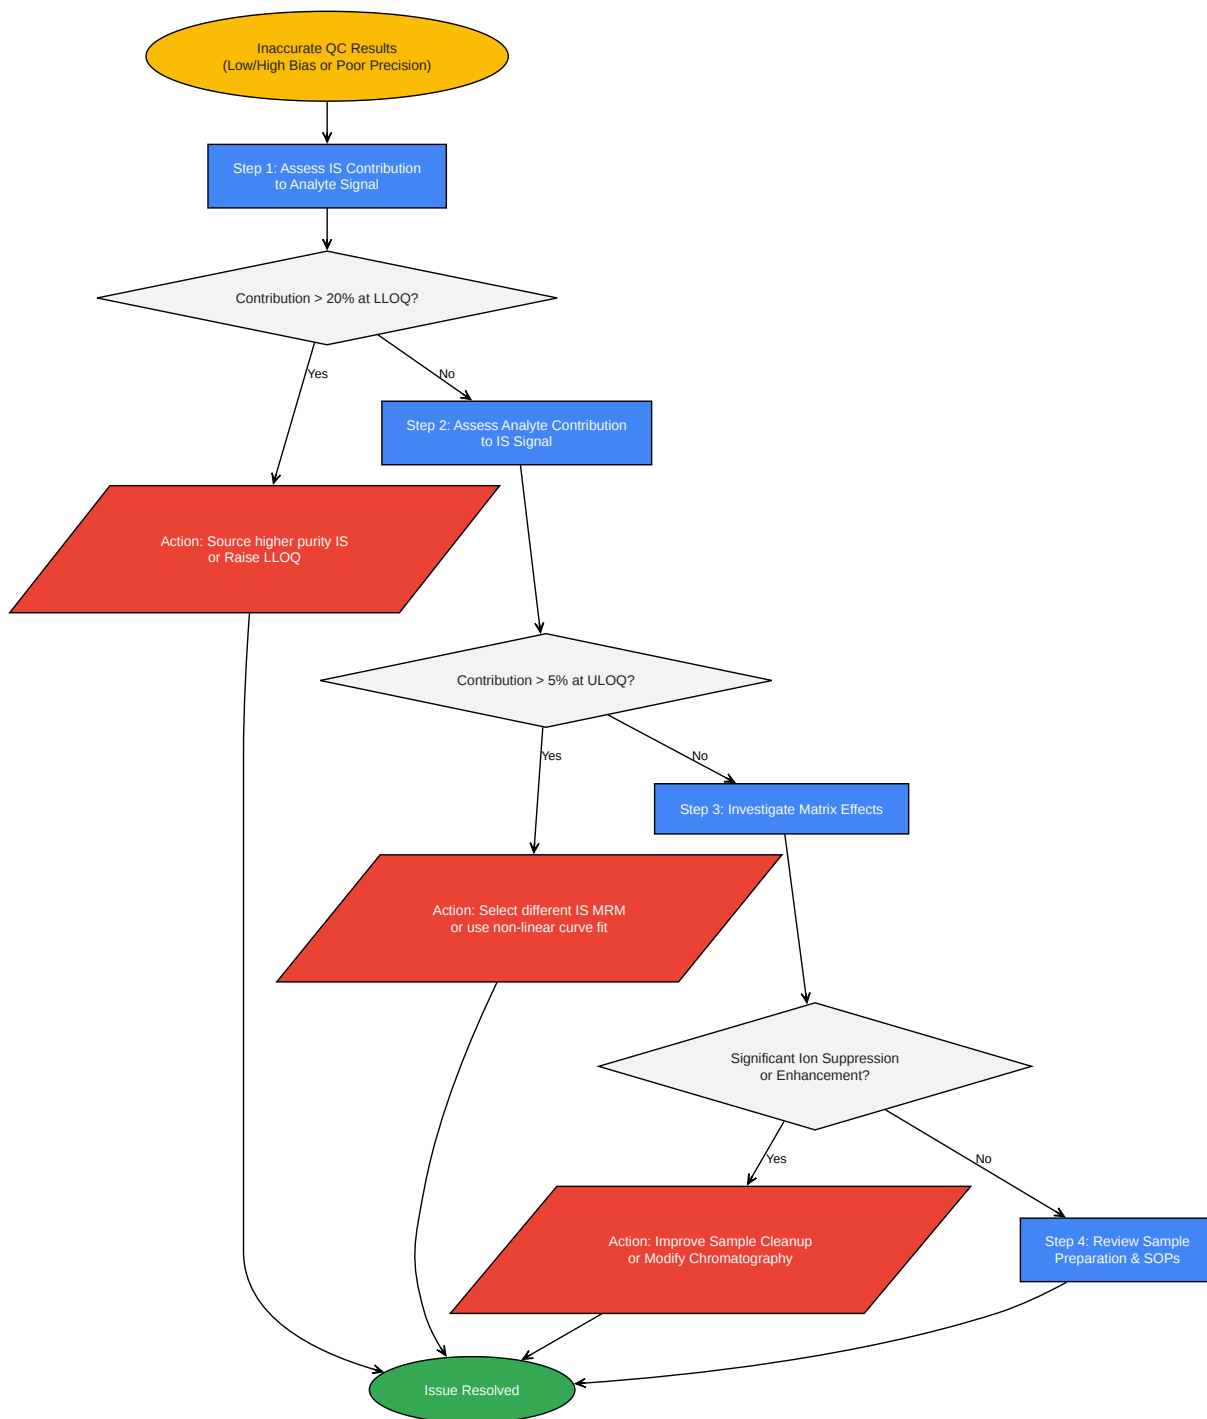 Inaccurate QC Results
(Low/High Bias or Poor Precision)
Step 1: Assess IS Contribution
to Analyte Signal
Contribution > 20% at LLOQ?
Yes
No
Step 2: Assess Analyte Contribution
to IS Signal
Action: Source higher purity IS
or Raise LLOQ
Contribution > 5% at ULOQ?
Yes
No
Step 3: Investigate Matrix Effects
Action: Select different IS MRM
or use non-linear curve fit
Significant Ion Suppression
or Enhancement?
Yes
No
Action: Improve Sample Cleanup
or Modify Chromatography
Step 4: Review Sample
Preparation & SOPs
Issue Resolved